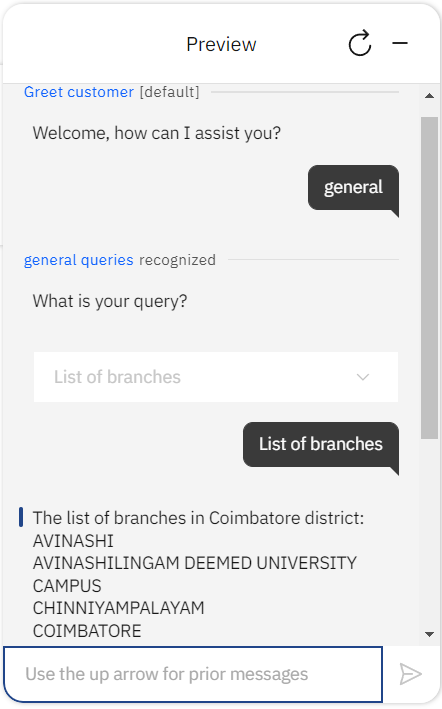 Preview
Greet customer [default]
Welcome, how can I assist you?
general
general queries recognized
What is your query?
List of branches
List of branches
The list of branches in Coimbatore district:
AVINASHI
AVINASHILINGAM DEEMED UNIVERSITY
CAMPUS
CHINNIYAMPALAYAM
COIMBATORE
Use the up arrow for prior messages